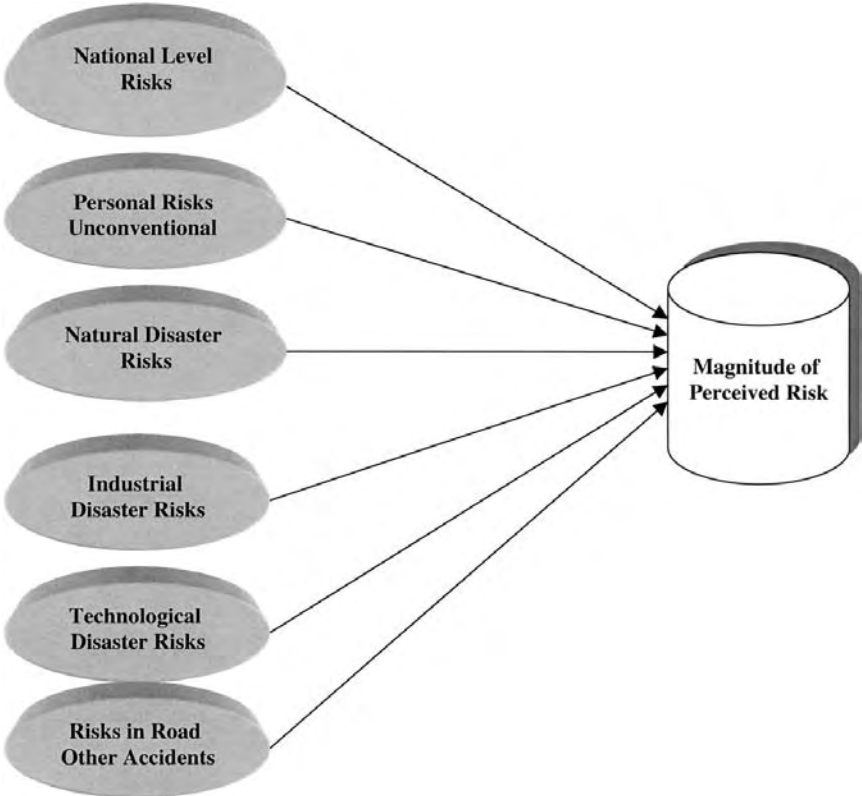 National Level
Risks
Personal Risks
Unconventional
Natural Disaster
Risks
Magnitude of
Perceived Risk
Industrial
Disaster Risks
Technological
Disaster Risks
Risks in Road
Other Accidents